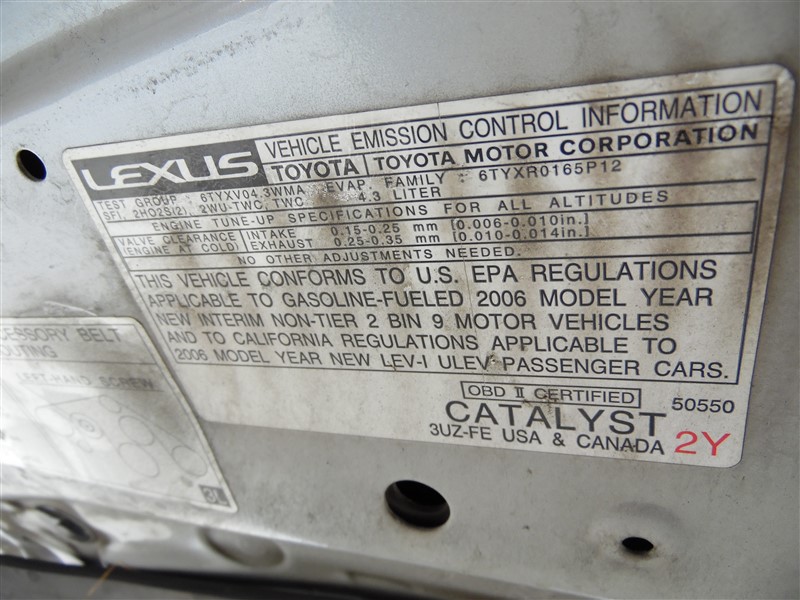 LEXUS
VEHICLE EMISSION CONTROL INFORMATION
TOYOTA TOYOTA MOTOR CORPORATION
TEST GROUP : 6TYXV04.3WMA EVAP. FAMILY : 6TYXR0165P12
SFI, 2HO2S(2), 2WU-TWC, TWC 4.3 LITER
ENGINE TUNE-UP SPECIFICATIONS FOR ALL ALTITUDES
VALVE CLEARANCE INTAKE 0.15-0.25 mm [0.006-0.010in.]
(ENGINE AT COLD) EXHAUST 0.25-0.35 mm [0.010-0.014in.]
NO OTHER ADJUSTMENTS NEEDED.
THIS VEHICLE CONFORMS TO U.S. EPA REGULATIONS
APPLICABLE TO GASOLINE-FUELED 2006 MODEL YEAR
NEW INTERIM NON-TIER 2 BIN 9 MOTOR VEHICLES
AND TO CALIFORNIA REGULATIONS APPLICABLE TO
2006 MODEL YEAR NEW LEV-I ULEV PASSENGER CARS.
OBD II CERTIFIED 50550
CATALYST
3UZ-FE USA & CANADA 2Y
BELT
LEFT-HAND SCREW
3L